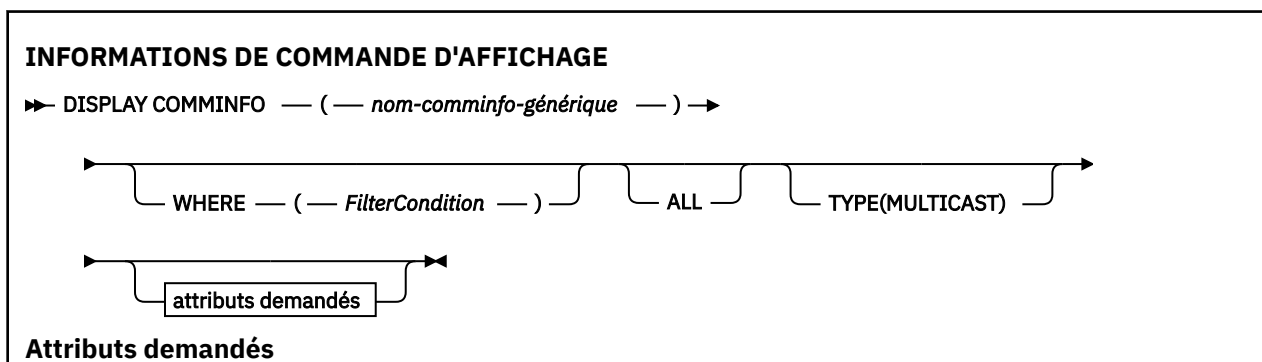 INFORMATIONS DE COMMANDE D'AFFICHAGE
DISPLAY COMMINFO ( nom-comminfo-générique )
WHERE ( FilterCondition ) ALL TYPE(MULTICAST)
attributs demandés
Attributs demandés